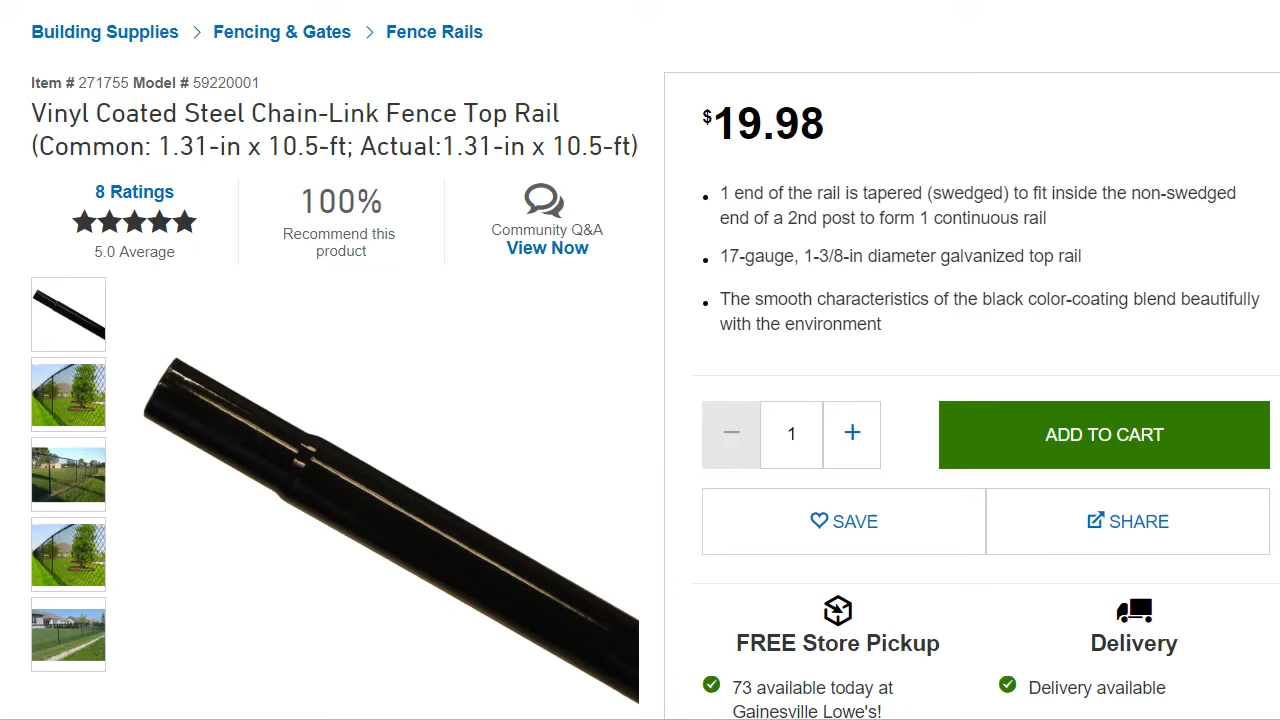 Building Supplies > Fencing & Gates > Fence Rails
Item # 271755 Model # 59220001
Vinyl Coated Steel Chain-Link Fence Top Rail
(Common: 1.31-in x 10.5-ft; Actual:1.31-in x 10.5-ft)
8 Ratings
5.0 Average
100%
Recommend this
product
Community Q&A
View Now
$19.98
• 1 end of the rail is tapered (swedged) to fit inside the non-swedged
end of a 2nd post to form 1 continuous rail
• 17-gauge, 1-3/8-in diameter galvanized top rail
• The smooth characteristics of the black color-coating blend beautifully
with the environment
− 1 +
ADD TO CART
SAVE
SHARE
FREE Store Pickup
73 available today at
Gainesville Lowe's!
Delivery
Delivery available